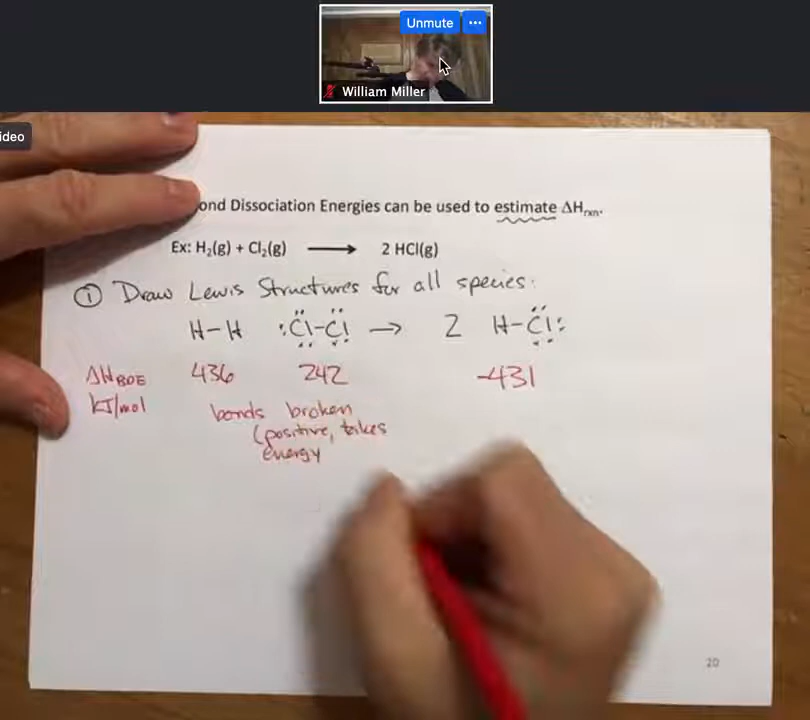 Unmute ...
William Miller
ideo
ond Dissociation Energies can be used to estimate ΔHrxn.
Ex: H₂(g) + Cl₂(g) ⟶ 2 HCl(g)
① Draw Lewis Structures for all species:
H-H :Cl-Cl: → 2 H-Cl:
ΔH BDE 436 242 -431
kJ/mol
bonds broken
(positive, takes
energy
20